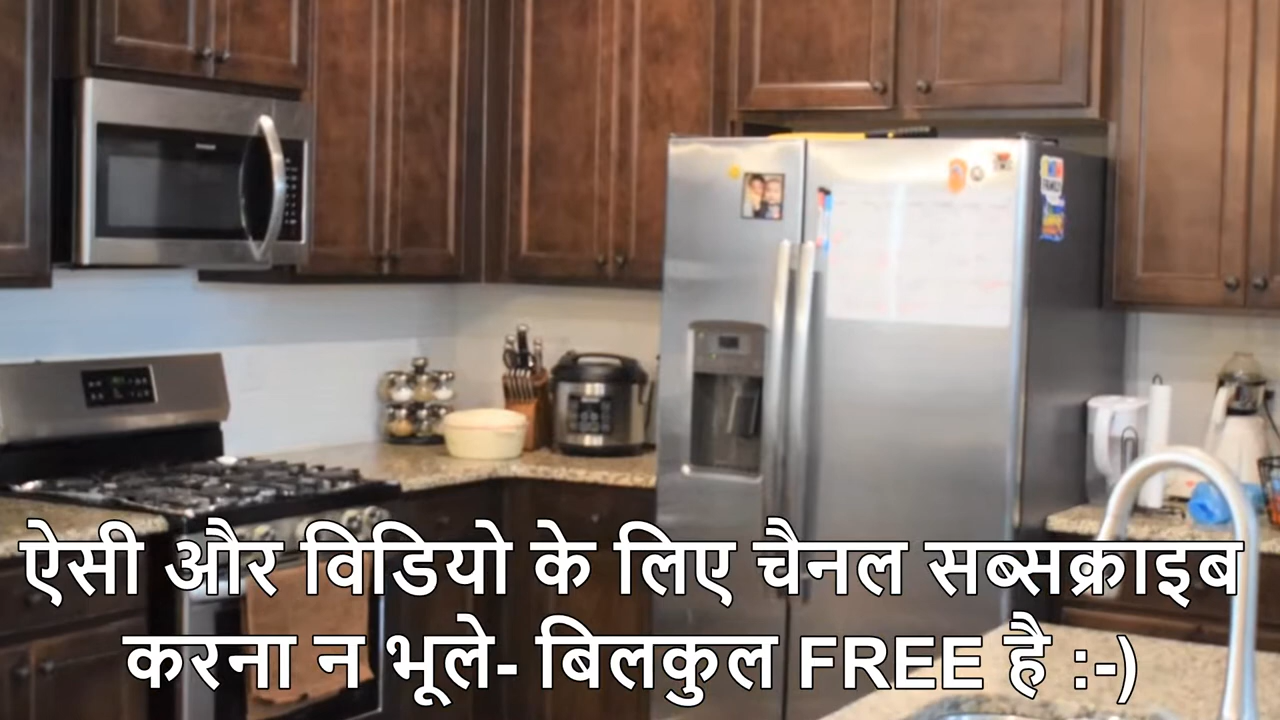 ऐसी और विडियो के लिए चैनल सब्सक्राइब
करना न भूले- बिलकुल FREE है :-)